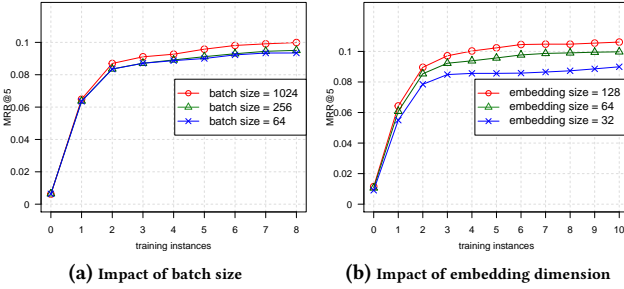 0.1
0.08
0.06
0.04
0.02
0
MRR@5
batch size = 1024
batch size = 256
batch size = 64
0 1 2 3 4 5 6 7 8
training instances
(a) Impact of batch size
0.1
0.08
0.06
0.04
0.02
0
MRR@5
embedding size = 128
embedding size = 64
embedding size = 32
0 1 2 3 4 5 6 7 8 9 10
training instances
(b) Impact of embedding dimension